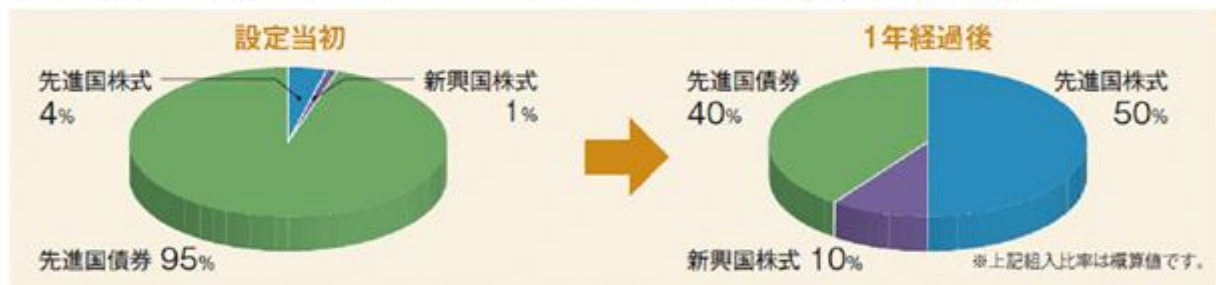 設定当初
先進国株式
4%
新興国株式
1%
先進国債券 95%
1年経過後
先進国債券
40%
先進国株式
50%
新興国株式 10%
※上記組入比率は概算値です。